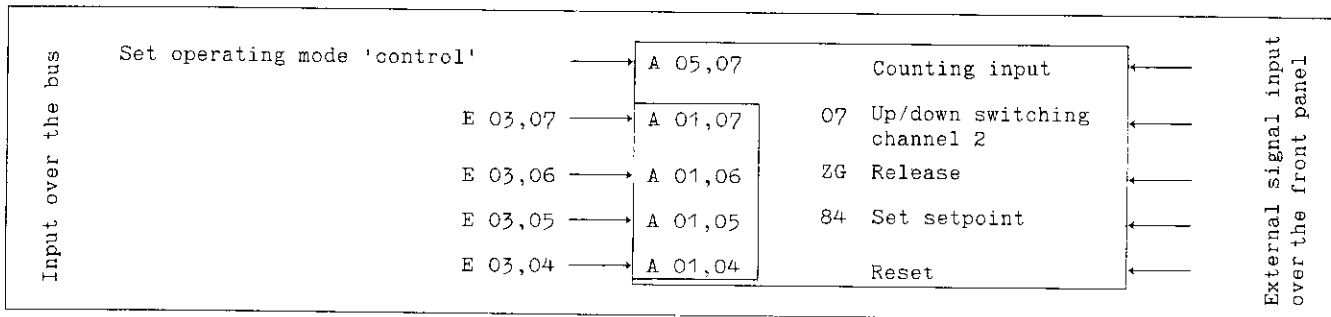 Input over the bus
Set operating mode 'control'
A 05,07
Counting input
E 03,07
A 01,07
07 Up/down switching
channel 2
E 03,06
A 01,06
ZG Release
E 03,05
A 01,05
84 Set setpoint
E 03,04
A 01,04
Reset
External signal input
over the front panel